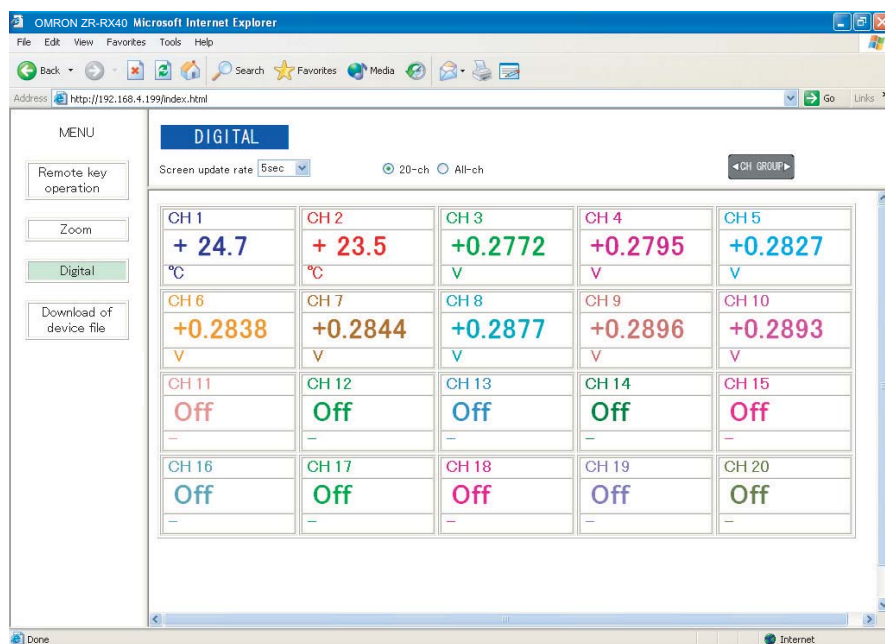 OMRON ZR-RX40 Microsoft Internet Explorer
File Edit View Favorites Tools Help
Back Search Favorites Media
Address http://192.168.4.199/index.html Go Links
MENU
Remote key
operation
Zoom
Digital
Download of
device file
DIGITAL
Screen update rate 5sec 20-ch All-ch ◄CH GROUP►
CH 1 CH 2 CH 3 CH 4 CH 5
+ 24.7 + 23.5 +0.2772 +0.2795 +0.2827
℃ ℃ V V V
CH 6 CH 7 CH 8 CH 9 CH 10
+0.2838 +0.2844 +0.2877 +0.2896 +0.2893
V V V V V
CH 11 CH 12 CH 13 CH 14 CH 15
Off Off Off Off Off
– – – – –
CH 16 CH 17 CH 18 CH 19 CH 20
Off Off Off Off Off
– – – – –
Done Internet